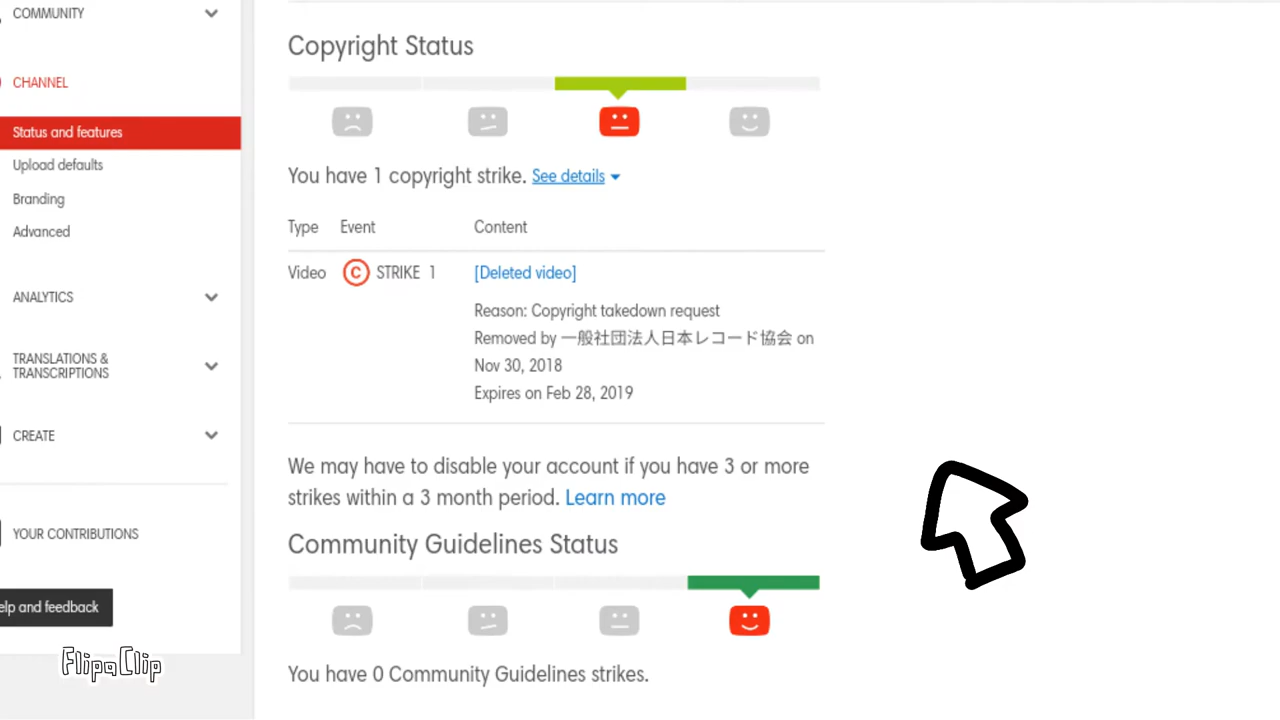 COMMUNITY
CHANNEL
Status and features
Upload defaults
Branding
Advanced
ANALYTICS
TRANSLATIONS &
TRANSCRIPTIONS
CREATE
YOUR CONTRIBUTIONS
elp and feedback
FlipaClip
Copyright Status
You have 1 copyright strike. See details
Type Event Content
Video C STRIKE 1 [Deleted video]
Reason: Copyright takedown request
Removed by 一般社団法人日本レコード協会 on
Nov 30, 2018
Expires on Feb 28, 2019
We may have to disable your account if you have 3 or more
strikes within a 3 month period. Learn more
Community Guidelines Status
You have 0 Community Guidelines strikes.